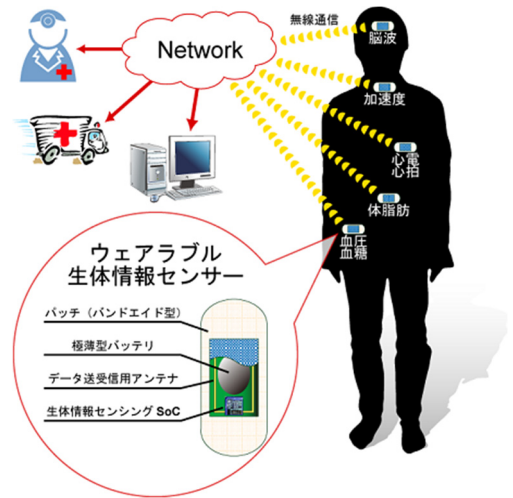 無線通信
Network
脳波
加速度
心電
心拍
体脂肪
血圧
血糖
ウェアラブル
生体情報センサー
パッチ（バンドエイド型）
極薄型バッテリ
データ送受信用アンテナ
生体情報センシング SoC